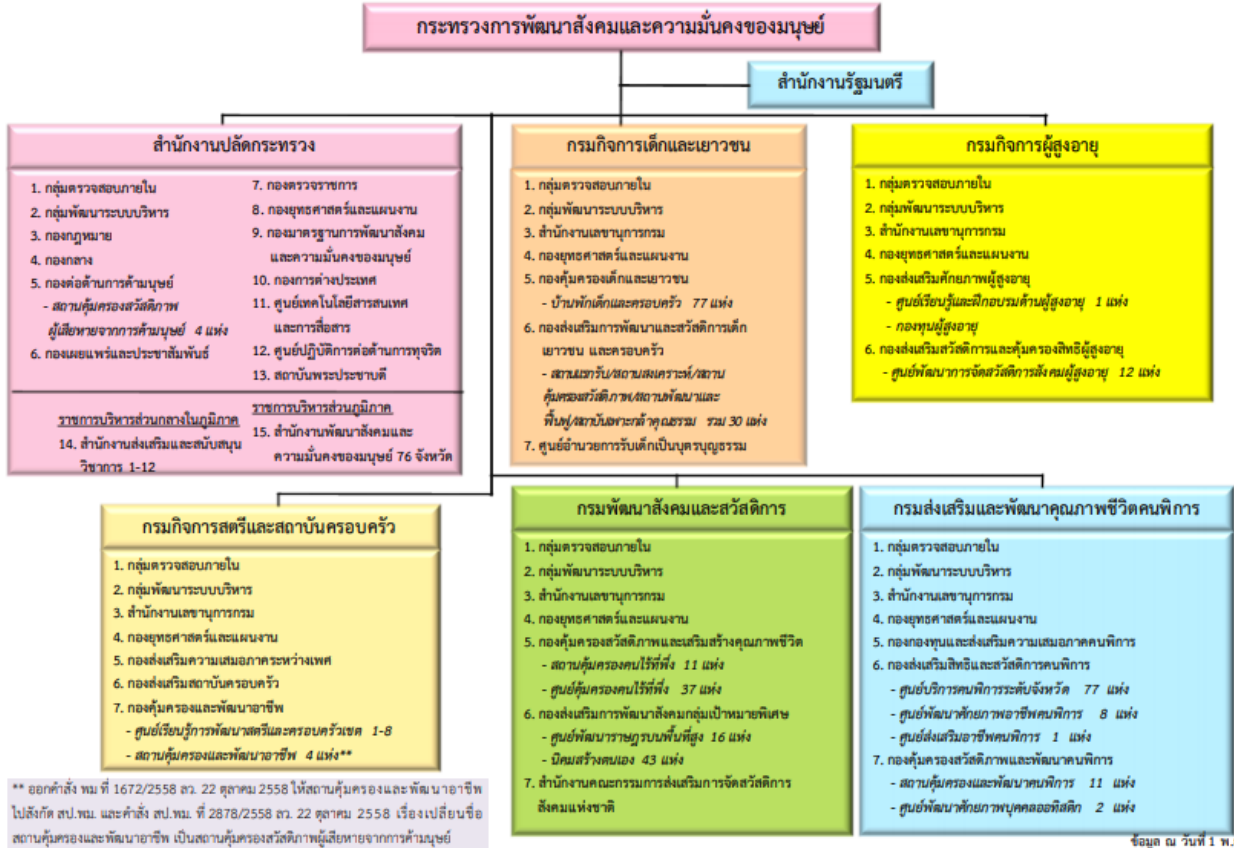 กระทรวงการพัฒนาสังคมและความมั่นคงของมนุษย์
สำนักงานรัฐมนตรี
สำนักงานปลัดกระทรวง
1. กลุ่มตรวจสอบภายใน
2. กลุ่มพัฒนาระบบบริหาร
3. กองกฎหมาย
4. กองกลาง
5. กองต่อต้านการค้ามนุษย์
- สถานคุ้มครองสวัสดิภาพ
ผู้เสียหายจากการค้ามนุษย์ 4 แห่ง
6. กองเผยแพร่และประชาสัมพันธ์
7. กองตรวจราชการ
8. กองยุทธศาสตร์และแผนงาน
9. กองมาตรฐานการพัฒนาสังคม
และความมั่นคงของมนุษย์
10. กองการต่างประเทศ
11. ศูนย์เทคโนโลยีสารสนเทศ
และการสื่อสาร
12. ศูนย์ปฏิบัติการต่อต้านการทุจริต
13. สถาบันพระประชาบดี
ราชการบริหารส่วนกลางในภูมิภาค
14. สำนักงานส่งเสริมและสนับสนุน
วิชาการ 1-12
ราชการบริหารส่วนภูมิภาค
15. สำนักงานพัฒนาสังคมและ
ความมั่นคงของมนุษย์ 76 จังหวัด
กรมกิจการเด็กและเยาวชน
1. กลุ่มตรวจสอบภายใน
2. กลุ่มพัฒนาระบบบริหาร
3. สำนักงานเลขานุการกรม
4. กองยุทธศาสตร์และแผนงาน
5. กองคุ้มครองเด็กและเยาวชน
- บ้านพักเด็กและครอบครัว 77 แห่ง
6. กองส่งเสริมการพัฒนาและสวัสดิการเด็ก
เยาวชน และครอบครัว
- สถานแรกรับ/สถานสงเคราะห์/สถาน
คุ้มครองสวัสดิภาพ/สถานพัฒนาและ
ฟื้นฟู/สถาบันเพาะกล้าคุณธรรม รวม 30 แห่ง
7. ศูนย์อำนวยการรับเด็กเป็นบุตรบุญธรรม
กรมกิจการผู้สูงอายุ
1. กลุ่มตรวจสอบภายใน
2. กลุ่มพัฒนาระบบบริหาร
3. สำนักงานเลขานุการกรม
4. กองยุทธศาสตร์และแผนงาน
5. กองส่งเสริมศักยภาพผู้สูงอายุ
- ศูนย์เรียนรู้และฝึกอบรมด้านผู้สูงอายุ 1 แห่ง
- กองทุนผู้สูงอายุ
6. กองส่งเสริมสวัสดิการและคุ้มครองสิทธิผู้สูงอายุ
- ศูนย์พัฒนาการจัดสวัสดิการสังคมผู้สูงอายุ 12 แห่ง
กรมกิจการสตรีและสถาบันครอบครัว
1. กลุ่มตรวจสอบภายใน
2. กลุ่มพัฒนาระบบบริหาร
3. สำนักงานเลขานุการกรม
4. กองยุทธศาสตร์และแผนงาน
5. กองส่งเสริมความเสมอภาคระหว่างเพศ
6. กองส่งเสริมสถาบันครอบครัว
7. กองคุ้มครองและพัฒนาอาชีพ
- ศูนย์เรียนรู้การพัฒนาสตรีและครอบครัวเขต 1-8
- สถานคุ้มครองและพัฒนาอาชีพ 4 แห่ง**
กรมพัฒนาสังคมและสวัสดิการ
1. กลุ่มตรวจสอบภายใน
2. กลุ่มพัฒนาระบบบริหาร
3. สำนักงานเลขานุการกรม
4. กองยุทธศาสตร์และแผนงาน
5. กองคุ้มครองสวัสดิภาพและเสริมสร้างคุณภาพชีวิต
- สถานคุ้มครองคนไร้ที่พึ่ง 11 แห่ง
- ศูนย์คุ้มครองคนไร้ที่พึ่ง 37 แห่ง
6. กองส่งเสริมการพัฒนาสังคมกลุ่มเป้าหมายพิเศษ
- ศูนย์พัฒนาราษฎรบนพื้นที่สูง 16 แห่ง
- นิคมสร้างตนเอง 43 แห่ง
7. สำนักงานคณะกรรมการส่งเสริมการจัดสวัสดิการ
สังคมแห่งชาติ
กรมส่งเสริมและพัฒนาคุณภาพชีวิตคนพิการ
1. กลุ่มตรวจสอบภายใน
2. กลุ่มพัฒนาระบบบริหาร
3. สำนักงานเลขานุการกรม
4. กองยุทธศาสตร์และแผนงาน
5. กองกองทุนและส่งเสริมความเสมอภาคคนพิการ
6. กองส่งเสริมสิทธิและสวัสดิการคนพิการ
- ศูนย์บริการคนพิการระดับจังหวัด 77 แห่ง
- ศูนย์พัฒนาศักยภาพอาชีพคนพิการ 8 แห่ง
- ศูนย์ส่งเสริมอาชีพคนพิการ 1 แห่ง
7. กองคุ้มครองสวัสดิภาพและพัฒนาคนพิการ
- สถานคุ้มครองและพัฒนาคนพิการ 11 แห่ง
- ศูนย์พัฒนาศักยภาพบุคคลออทิสติก 2 แห่ง
** ออกคำสั่ง พม ที่ 1672/2558 ลว. 22 ตุลาคม 2558 ให้สถานคุ้มครองและพัฒนาอาชีพ
ไปสังกัด สป.พม. และคำสั่ง สป.พม. ที่ 2878/2558 ลว. 22 ตุลาคม 2558 เรื่องเปลี่ยนชื่อ
สถานคุ้มครองและพัฒนาอาชีพ เป็นสถานคุ้มครองสวัสดิภาพผู้เสียหายจากการค้ามนุษย์
ข้อมูล ณ วันที่ 1 พ.